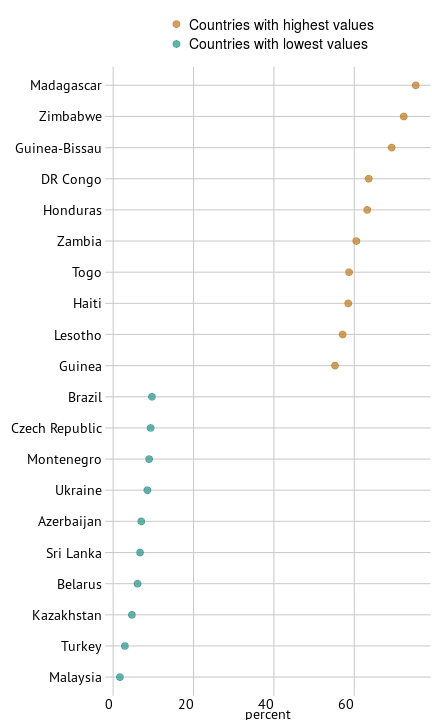 Countries with highest values
Countries with lowest values
Madagascar
Zimbabwe
Guinea-Bissau
DR Congo
Honduras
Zambia
Togo
Haiti
Lesotho
Guinea
Brazil
Czech Republic
Montenegro
Ukraine
Azerbaijan
Sri Lanka
Belarus
Kazakhstan
Turkey
Malaysia
0 20 40 60
percent